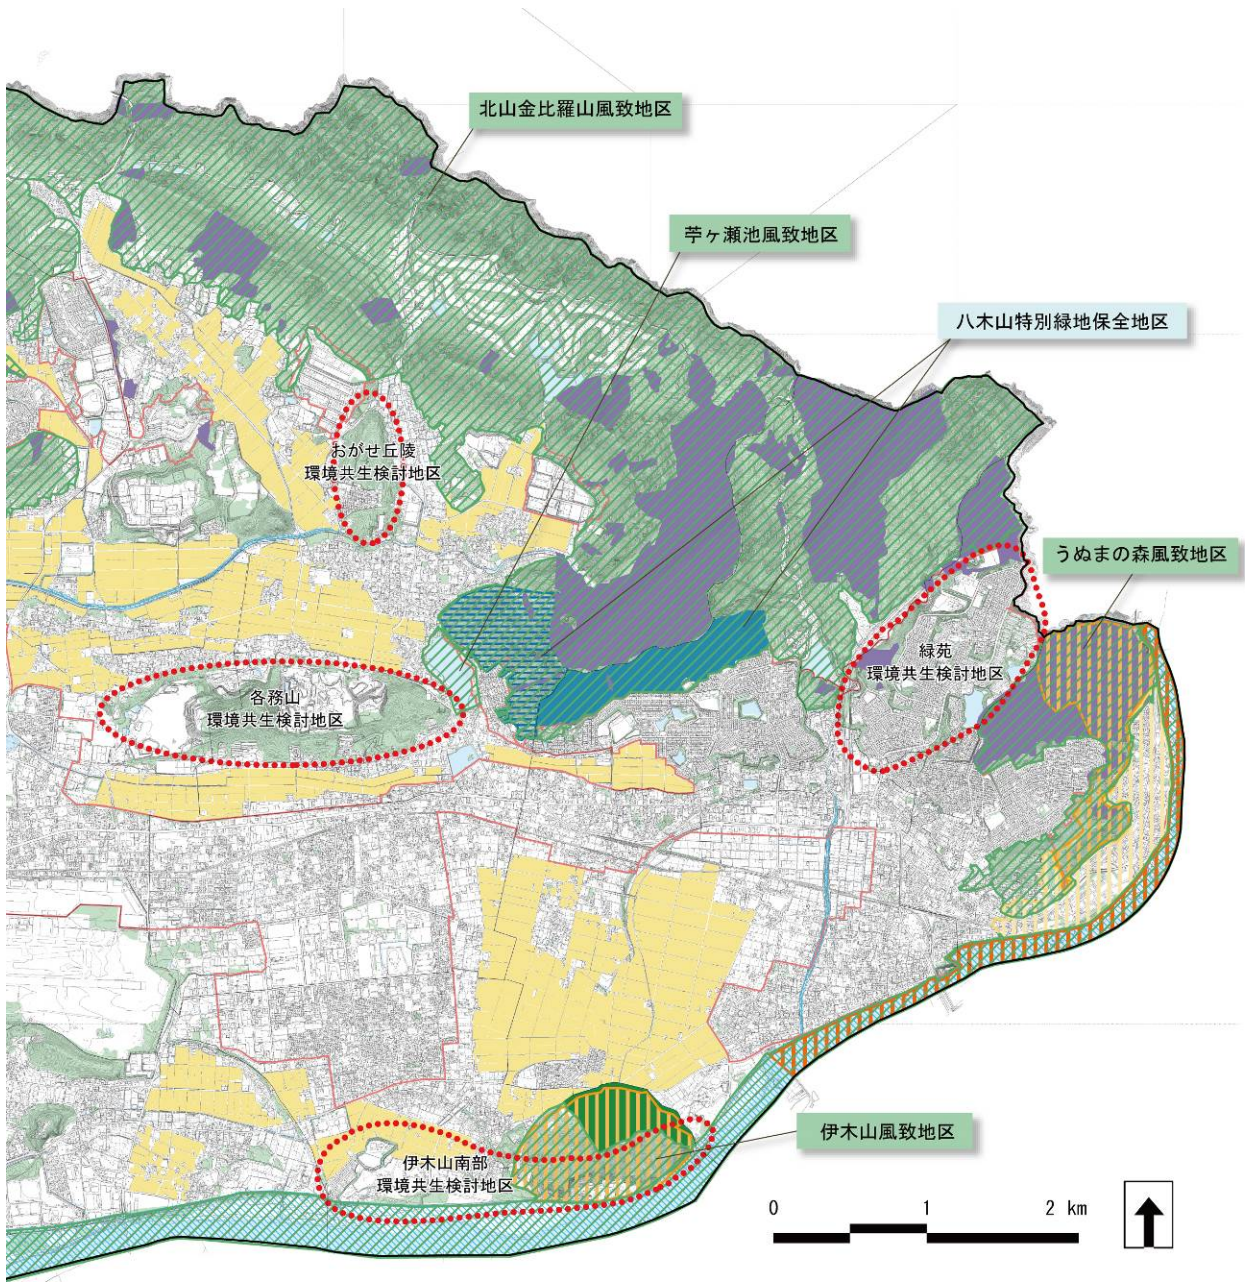 北山金比羅山風致地区
苧ヶ瀬池風致地区
八木山特別緑地保全地区
おがせ丘陵
環境共生検討地区
うぬまの森風致地区
緑苑
環境共生検討地区
各務山
環境共生検討地区
伊木山風致地区
伊木山南部
環境共生検討地区
0 1 2 km